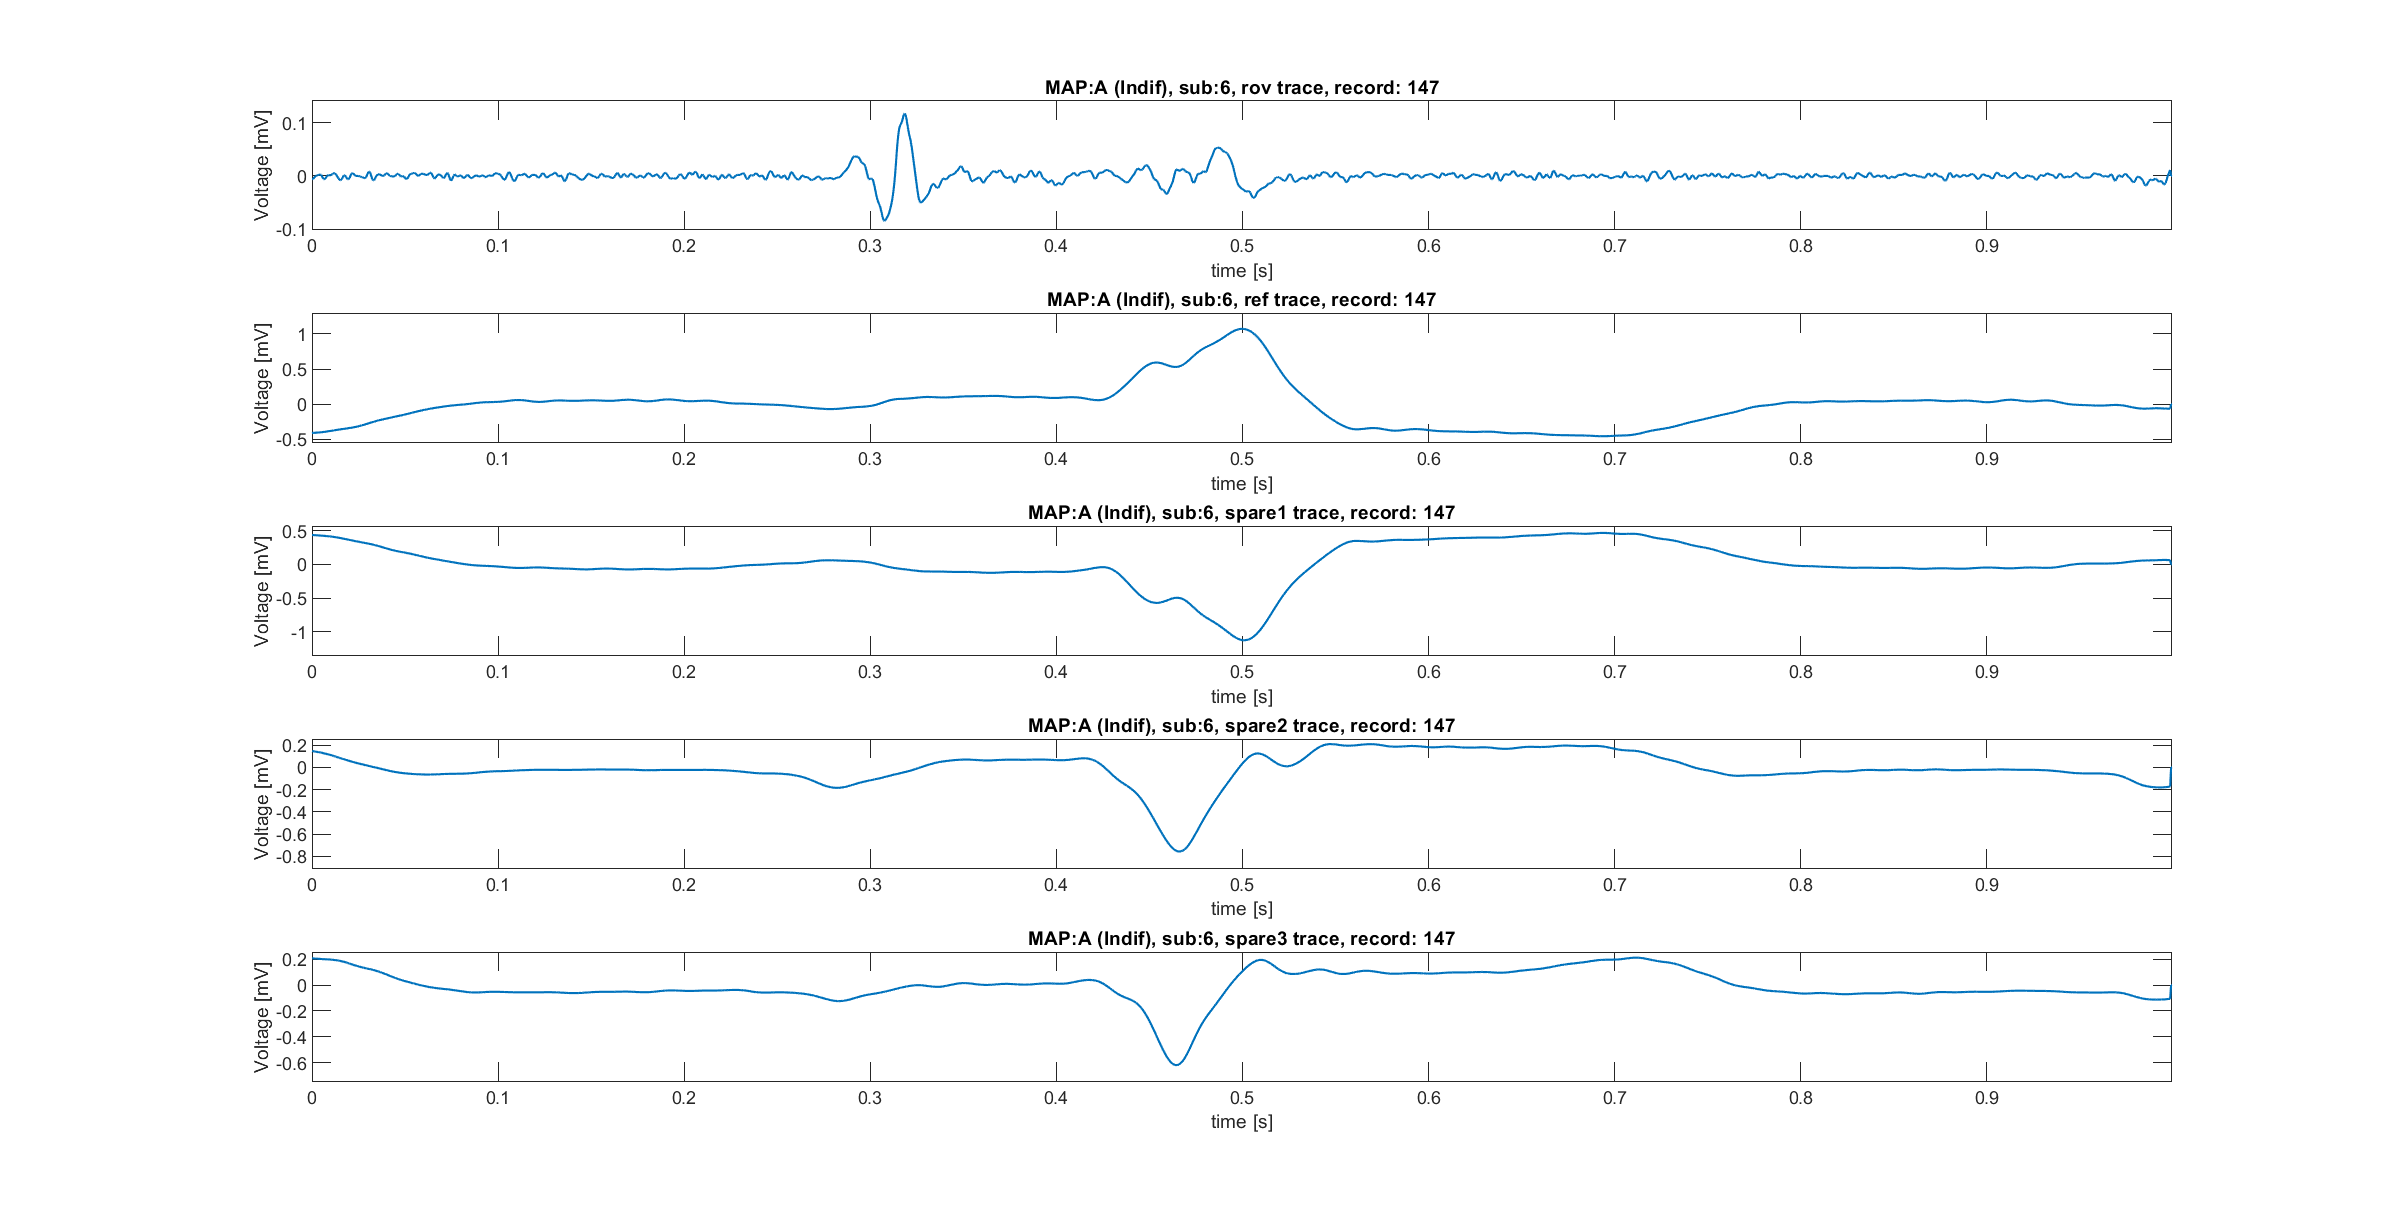 MAP:A (Indif), sub:6, rov trace, record: 147
Voltage [mV]
0.1
0
-0.1
0 0.1 0.2 0.3 0.4 0.5 0.6 0.7 0.8 0.9
time [s]
MAP:A (Indif), sub:6, ref trace, record: 147
Voltage [mV]
1
0.5
0
-0.5
0 0.1 0.2 0.3 0.4 0.5 0.6 0.7 0.8 0.9
time [s]
MAP:A (Indif), sub:6, spare1 trace, record: 147
Voltage [mV]
0.5
0
-0.5
-1
0 0.1 0.2 0.3 0.4 0.5 0.6 0.7 0.8 0.9
time [s]
MAP:A (Indif), sub:6, spare2 trace, record: 147
Voltage [mV]
0.2
0
-0.2
-0.4
-0.6
-0.8
0 0.1 0.2 0.3 0.4 0.5 0.6 0.7 0.8 0.9
time [s]
MAP:A (Indif), sub:6, spare3 trace, record: 147
Voltage [mV]
0.2
0
-0.2
-0.4
-0.6
0 0.1 0.2 0.3 0.4 0.5 0.6 0.7 0.8 0.9
time [s]